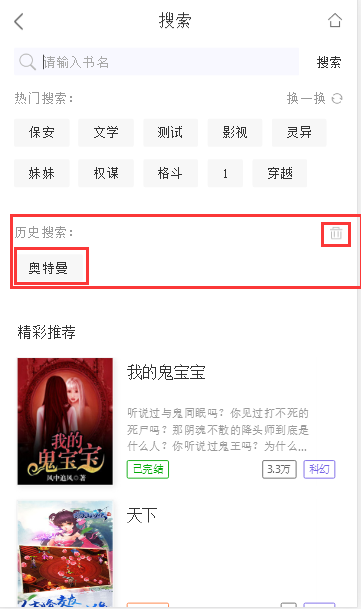 搜索
请输入书名 搜索
热门搜索： 换一换
保安 文学 测试 影视 灵异
妹妹 权谋 格斗 1 穿越
历史搜索：
奥特曼
精彩推荐
我的鬼宝宝
听说过与鬼同眠吗？你见过打不死的
死尸吗？那阴魂不散的降头师到底是
什么人？你听说过鬼王吗？为什么...
已完结 3.3万 科幻
我的
鬼宝宝
风中追风◎著
天下